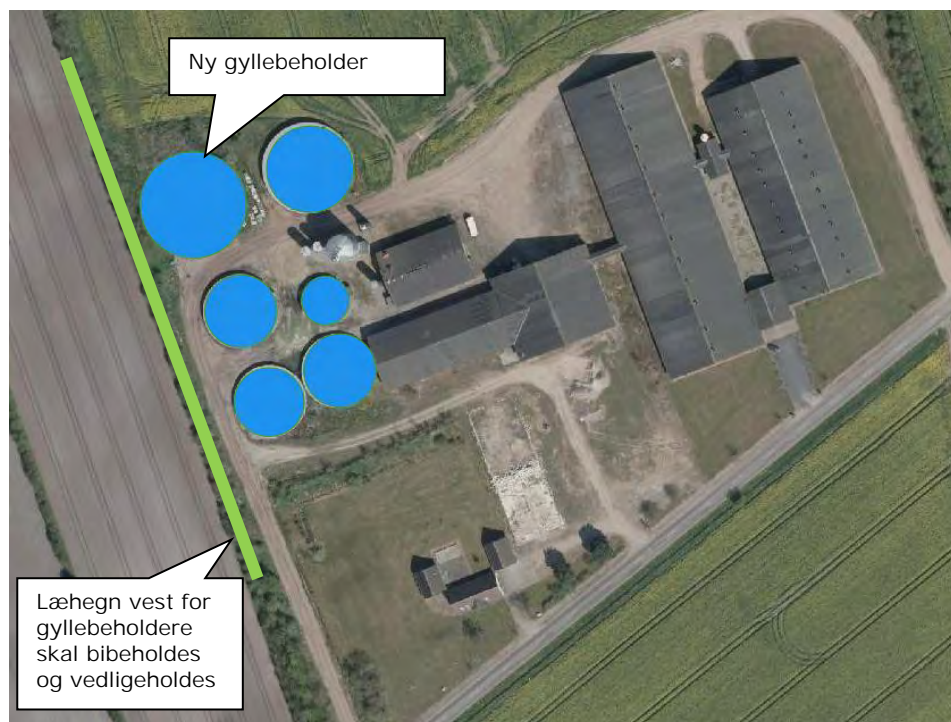 Ny gyllebeholder
Læhegn vest for
gyllebeholdere
skal bibeholdes
og vedligeholdes